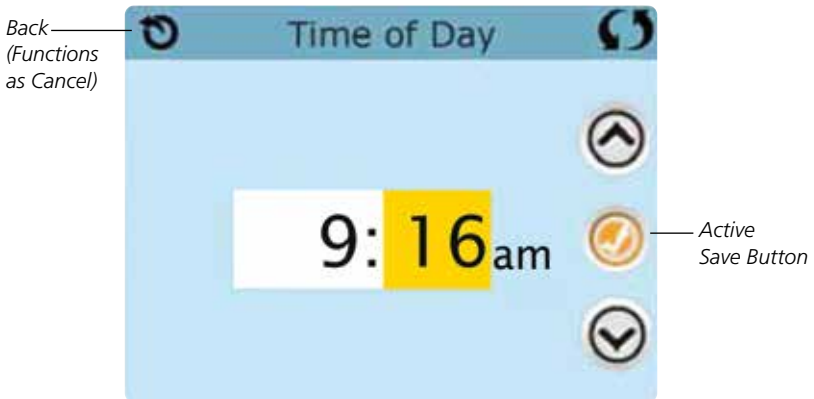 Back
(Functions
as Cancel)
Time of Day
9:16am
Active
Save Button